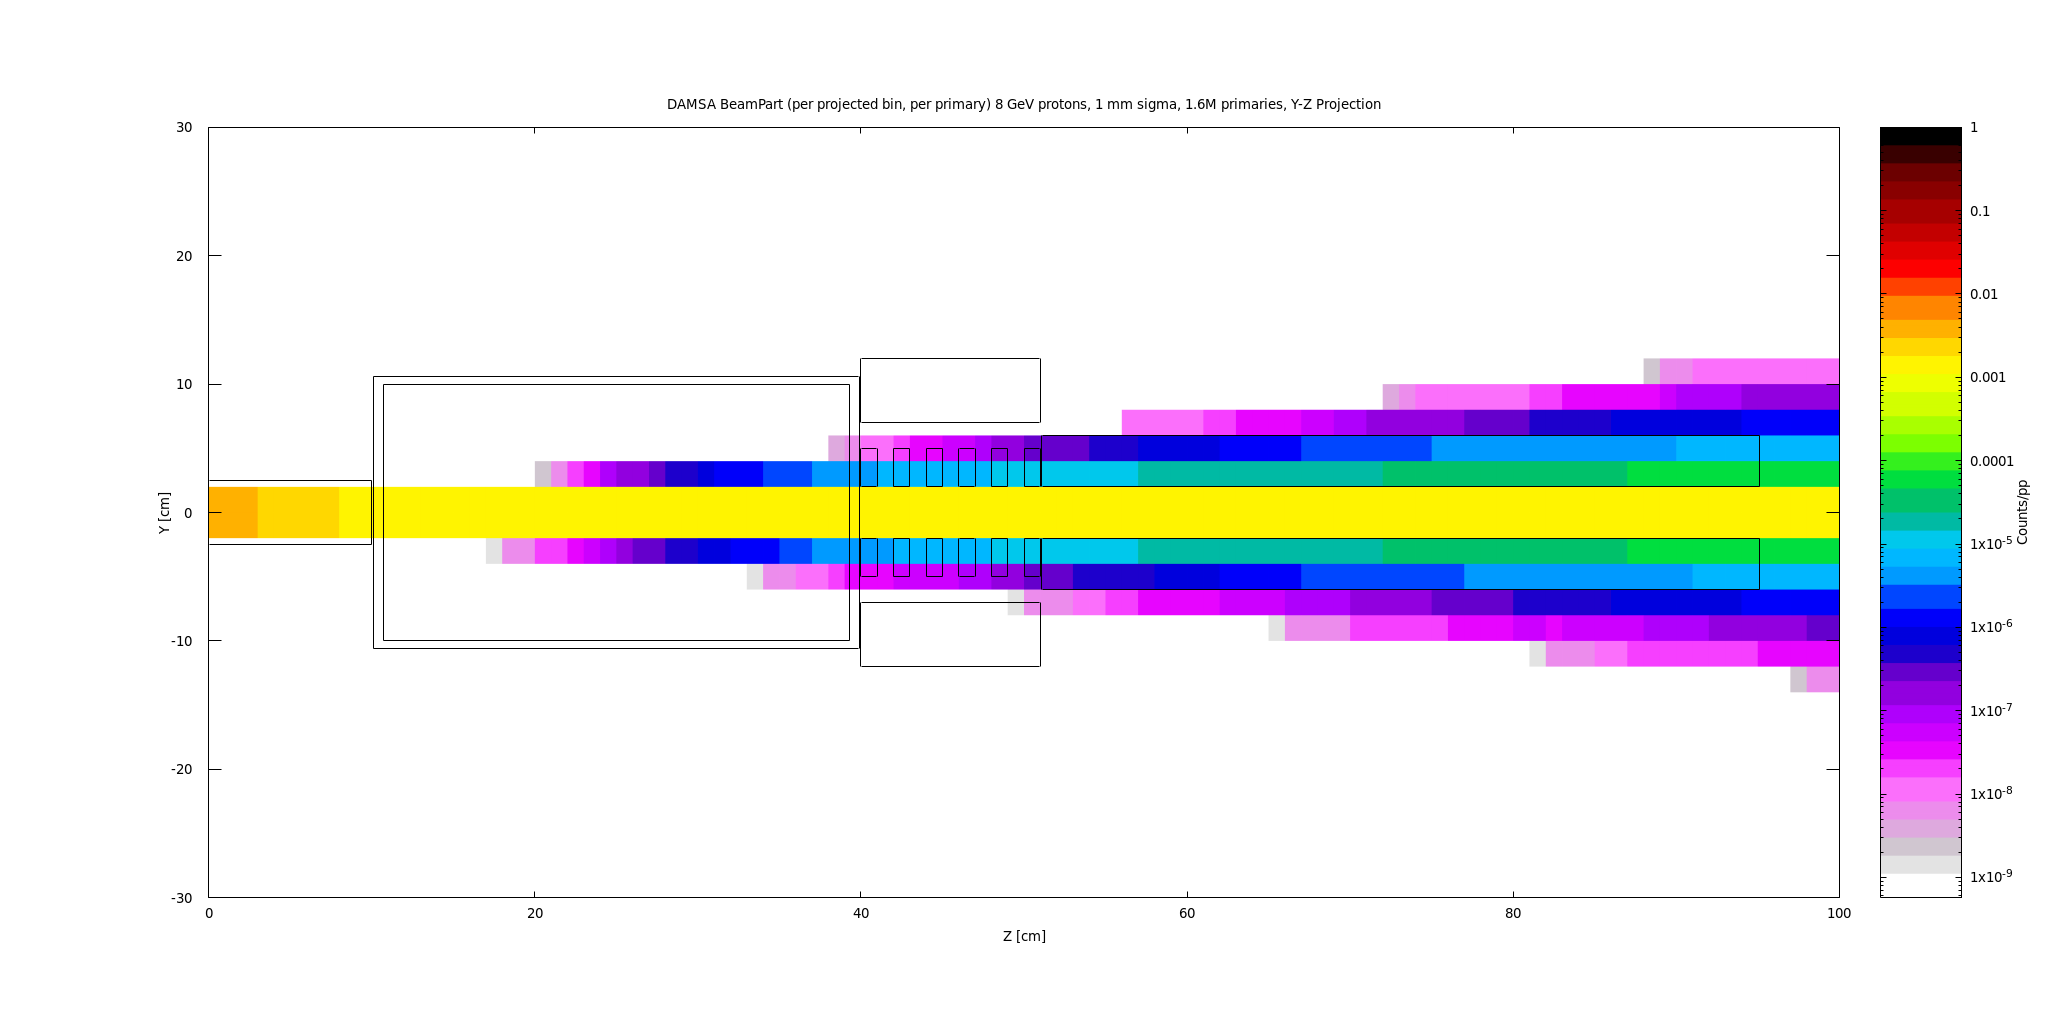 DAMSA BeamPart (per projected bin, per primary) 8 GeV protons, 1 mm sigma, 1.6M primaries, Y-Z Projection
30
20
10
0
-10
-20
-30
Y [cm]
0
20
40
60
80
100
Z [cm]
1
0.1
0.01
0.001
0.0001
1x10-5
1x10-6
1x10-7
1x10-8
1x10-9
Counts/pp